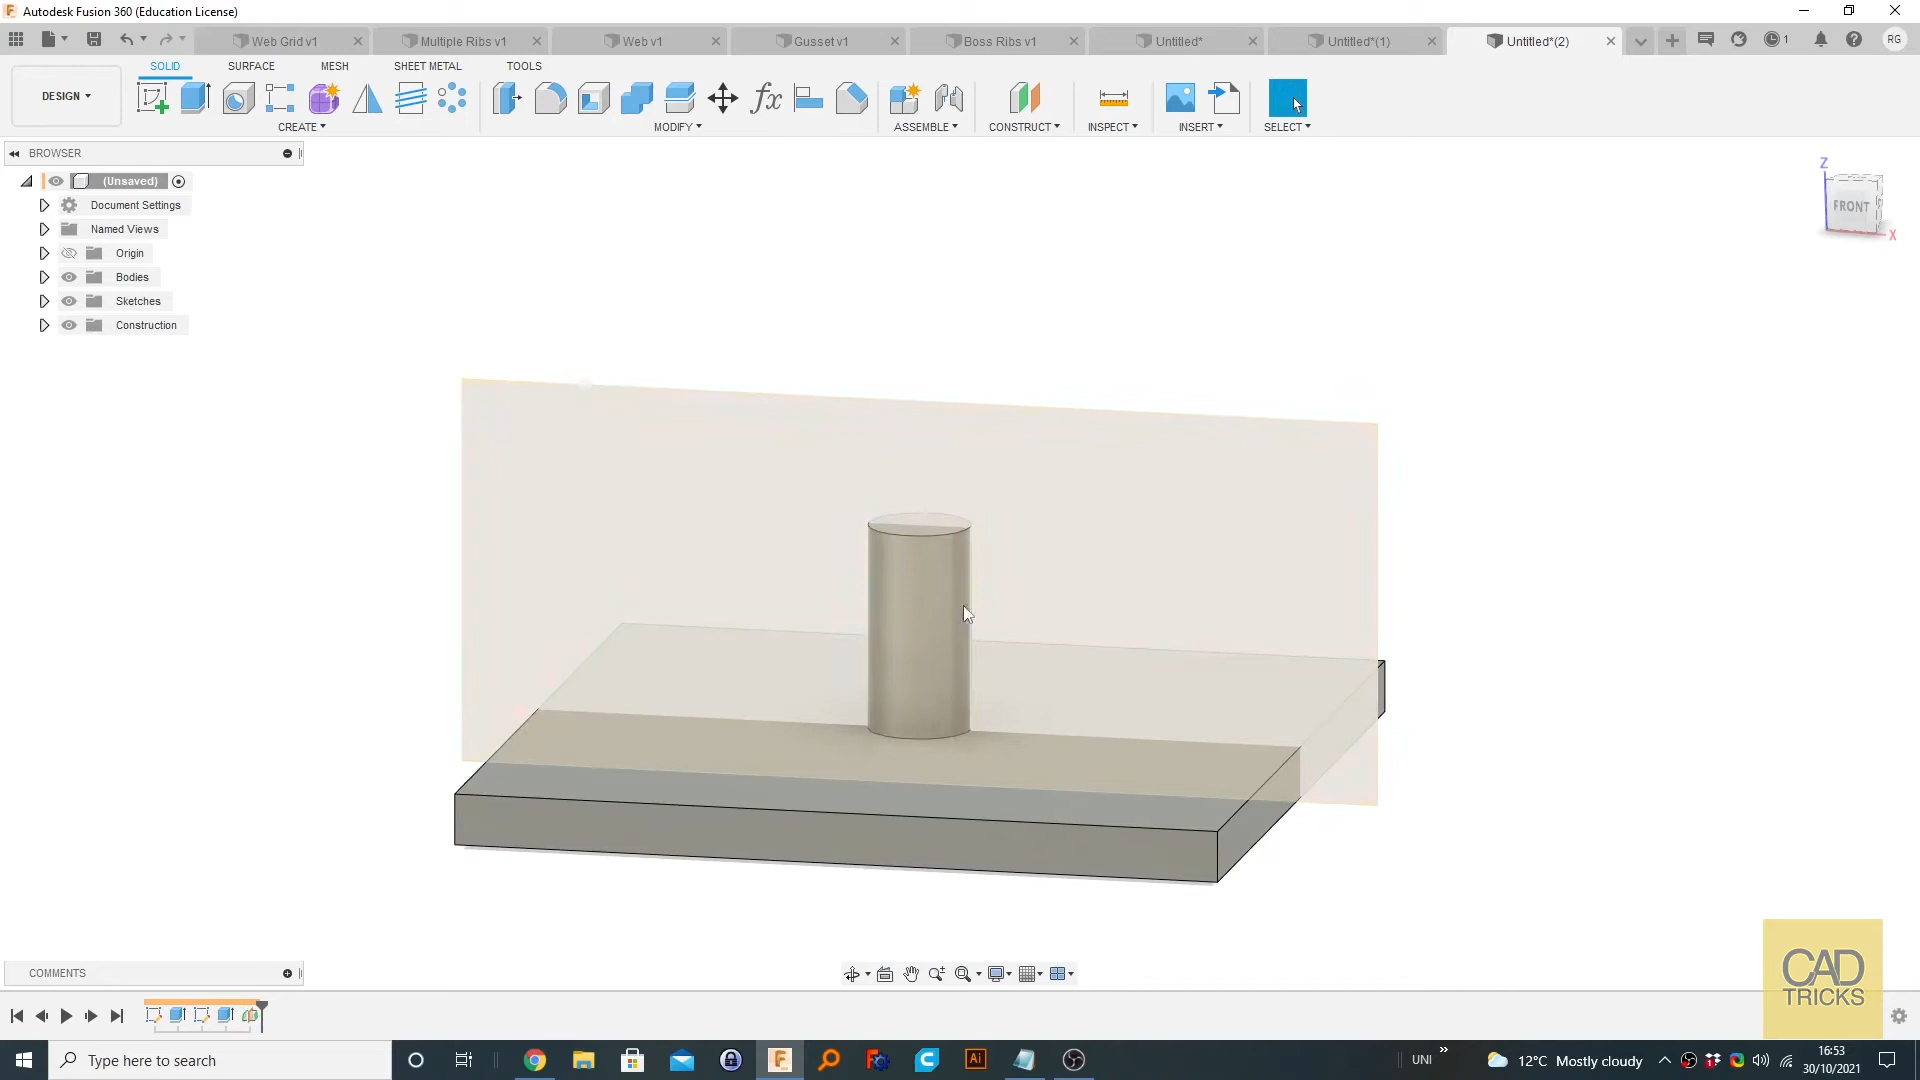 Autodesk Fusion 360 (Education License)
Web Grid v1
Multiple Ribs v1
Web v1
Gusset v1
Boss Ribs v1
Untitled*
Untitled*(1)
Untitled*(2)
1
RG
DESIGN
SOLID
SURFACE
MESH
SHEET METAL
TOOLS
CREATE
MODIFY
ASSEMBLE
CONSTRUCT
INSPECT
INSERT
SELECT
BROWSER
(Unsaved)
Document Settings
Named Views
Origin
Bodies
Sketches
Construction
Z
FRONT
X
COMMENTS
CAD
TRICKS
Type here to search
Ai
UNI
12°C Mostly cloudy
16:53
30/10/2021